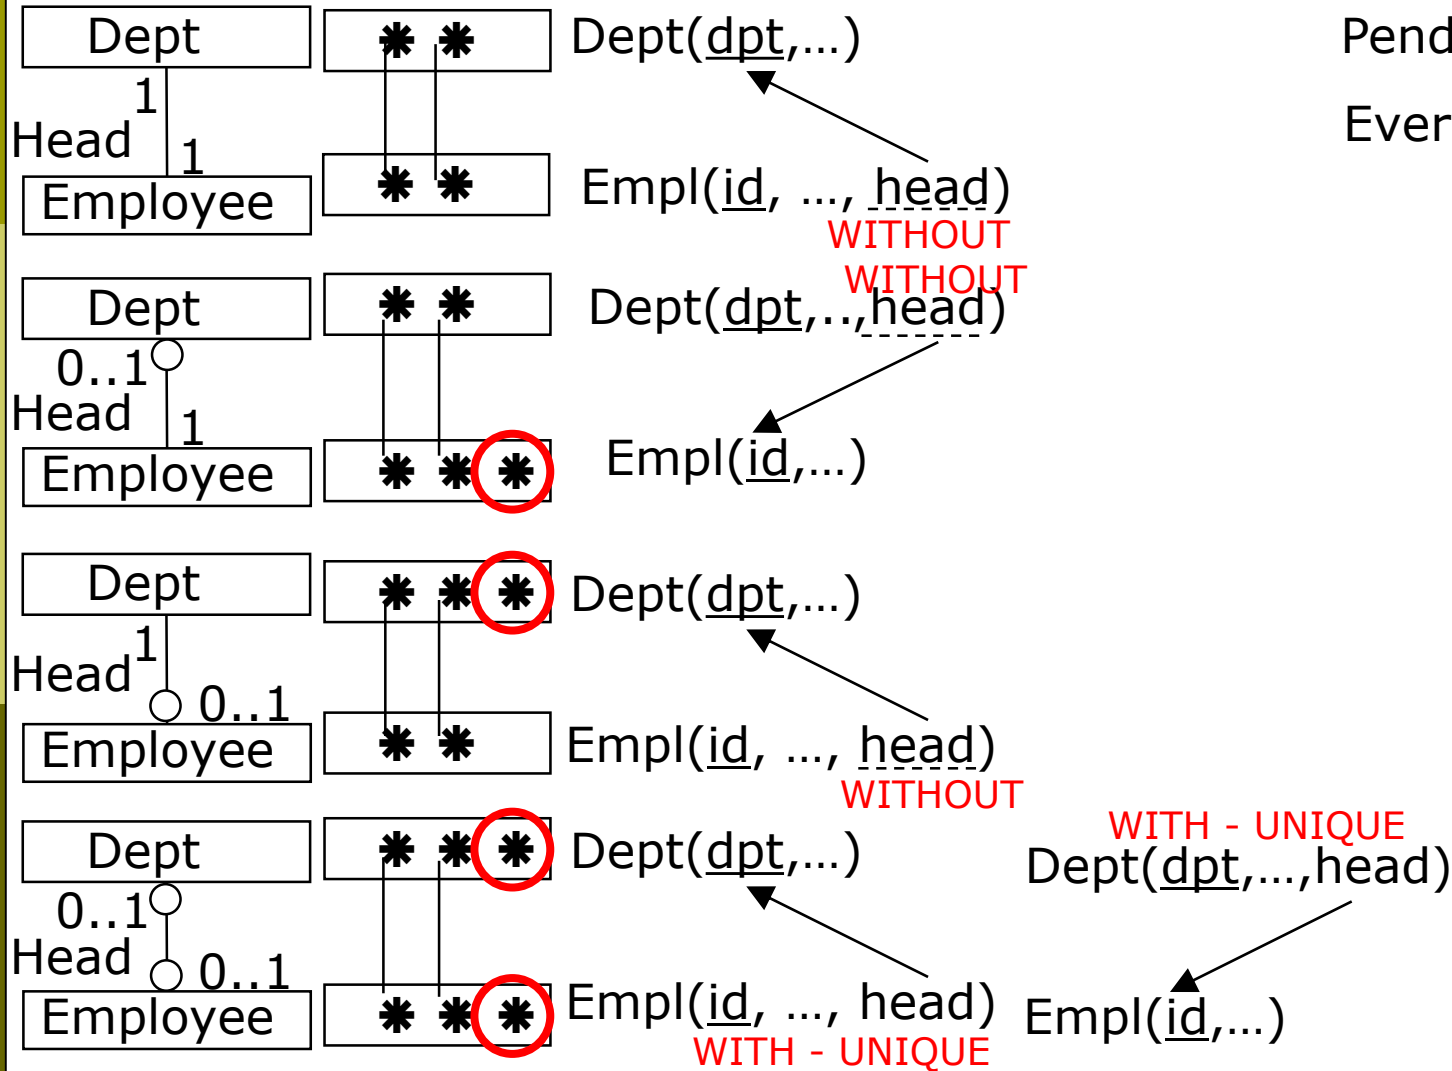 Dept
Dept(dpt,...)
Pend
1
Head
Ever
1
Employee
Empl(id, ..., head)
WITHOUT
WITHOUT
Dept
Dept(dpt,..,head)
0..1
Head
1
Employee
Empl(id,...)
Dept
Dept(dpt,...)
1
Head
0..1
Employee
Empl(id, ..., head)
WITHOUT
WITH - UNIQUE
Dept
Dept(dpt,...)
Dept(dpt,...,head)
0..1
Head
0..1
Employee
Empl(id, ..., head)
Empl(id,...)
WITH - UNIQUE